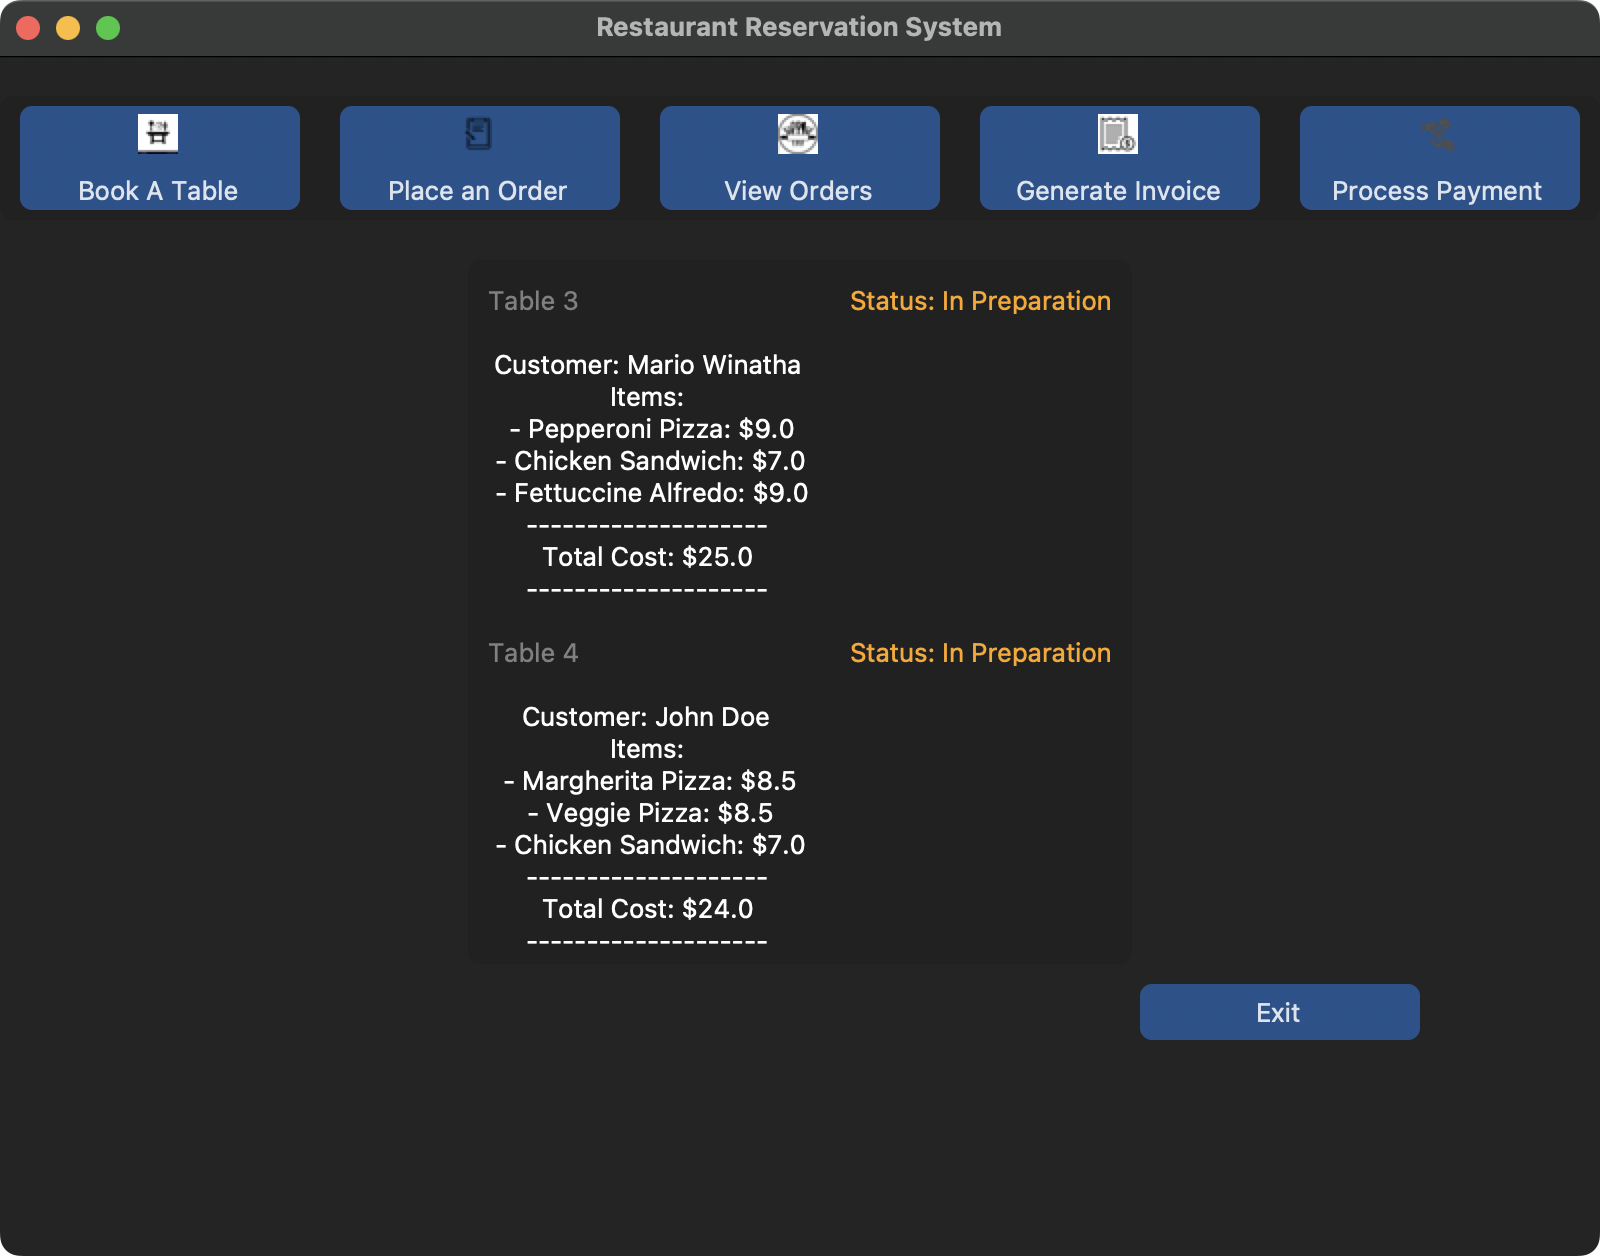 Restaurant Reservation System
Book A Table
Place an Order
View Orders
Generate Invoice
Process Payment
Table 3
Status: In Preparation
Customer: Mario Winatha
Items:
- Pepperoni Pizza: $9.0
- Chicken Sandwich: $7.0
- Fettuccine Alfredo: $9.0
--------------------
Total Cost: $25.0
--------------------
Table 4
Status: In Preparation
Customer: John Doe
Items:
- Margherita Pizza: $8.5
- Veggie Pizza: $8.5
- Chicken Sandwich: $7.0
--------------------
Total Cost: $24.0
--------------------
Exit